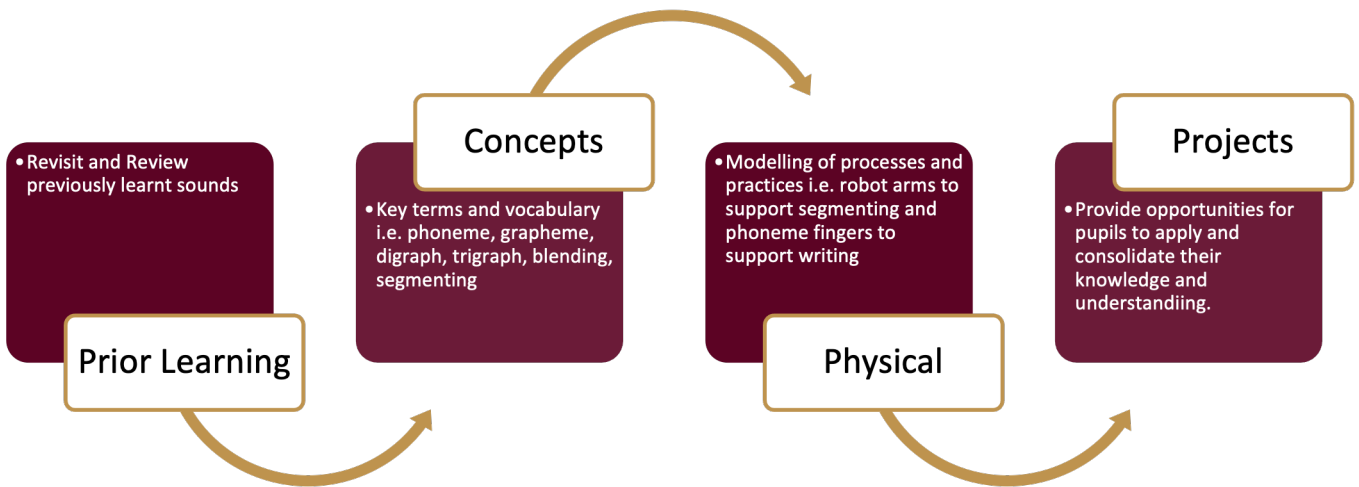 • Revisit and Review
previously learnt sounds
Prior Learning
Concepts
• Key terms and vocabulary
i.e. phoneme, grapheme,
digraph, trigraph, blending,
segmenting
• Modelling of processes and
practices i.e. robot arms to
support segmenting and
phoneme fingers to
support writing
Physical
Projects
• Provide opportunities for
pupils to apply and
consolidate their
knowledge and
understandiing.